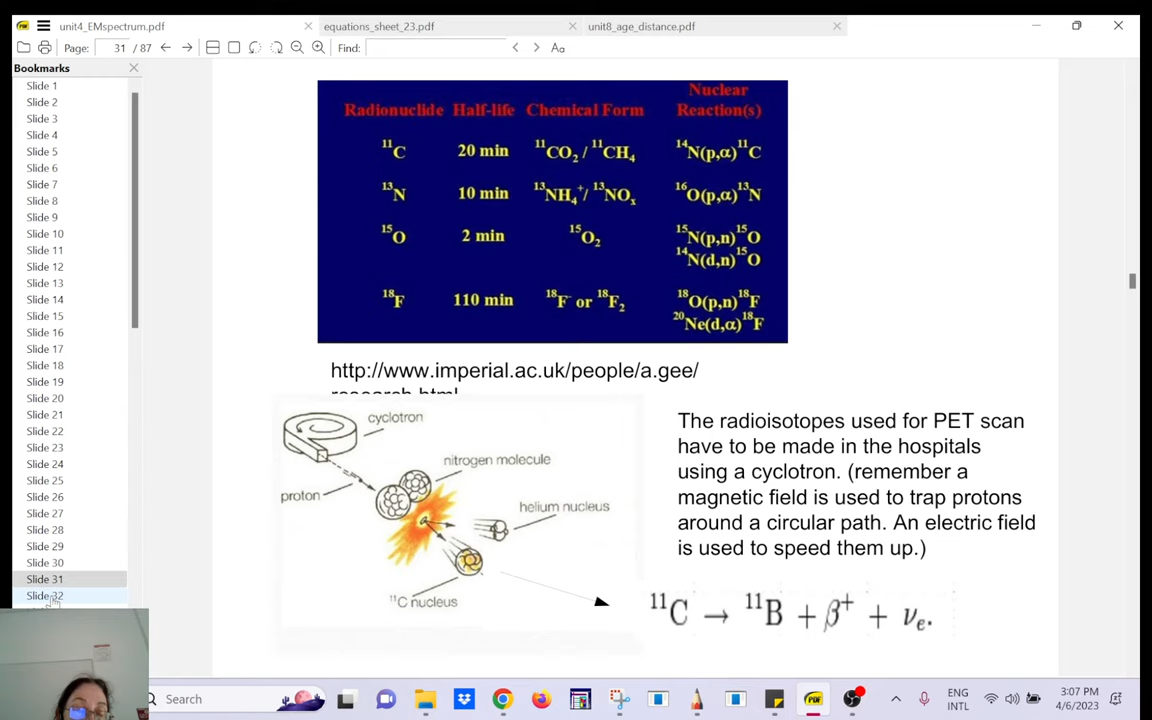 unit4_EMspectrum.pdf
equations_sheet_23.pdf
unit8_age_distance.pdf
Page: 31 / 87
Find:
Aa
Bookmarks
Slide 1
Slide 2
Slide 3
Slide 4
Slide 5
Slide 6
Slide 7
Slide 8
Slide 9
Slide 10
Slide 11
Slide 12
Slide 13
Slide 14
Slide 15
Slide 16
Slide 17
Slide 18
Slide 19
Slide 20
Slide 21
Slide 22
Slide 23
Slide 24
Slide 25
Slide 26
Slide 27
Slide 28
Slide 29
Slide 30
Slide 31
Slide 32
Radionuclide Half-life Chemical Form Nuclear Reaction(s)
¹¹C 20 min ¹¹CO₂ / ¹¹CH₄ ¹⁴N(p,α)¹¹C
¹³N 10 min ¹³NH₄⁺/ ¹³NOₓ ¹⁶O(p,α)¹³N
¹⁵O 2 min ¹⁵O₂ ¹⁵N(p,n)¹⁵O
¹⁴N(d,n)¹⁵O
¹⁸F 110 min ¹⁸F⁻ or ¹⁸F₂ ¹⁸O(p,n)¹⁸F
²⁰Ne(d,α)¹⁸F
http://www.imperial.ac.uk/people/a.gee/
research.html
cyclotron
nitrogen molecule
proton
helium nucleus
¹¹C nucleus
The radioisotopes used for PET scan
have to be made in the hospitals
using a cyclotron. (remember a
magnetic field is used to trap protons
around a circular path. An electric field
is used to speed them up.)
¹¹C → ¹¹B + β⁺ + νₑ.
Search
ENG
INTL
3:07 PM
4/6/2023